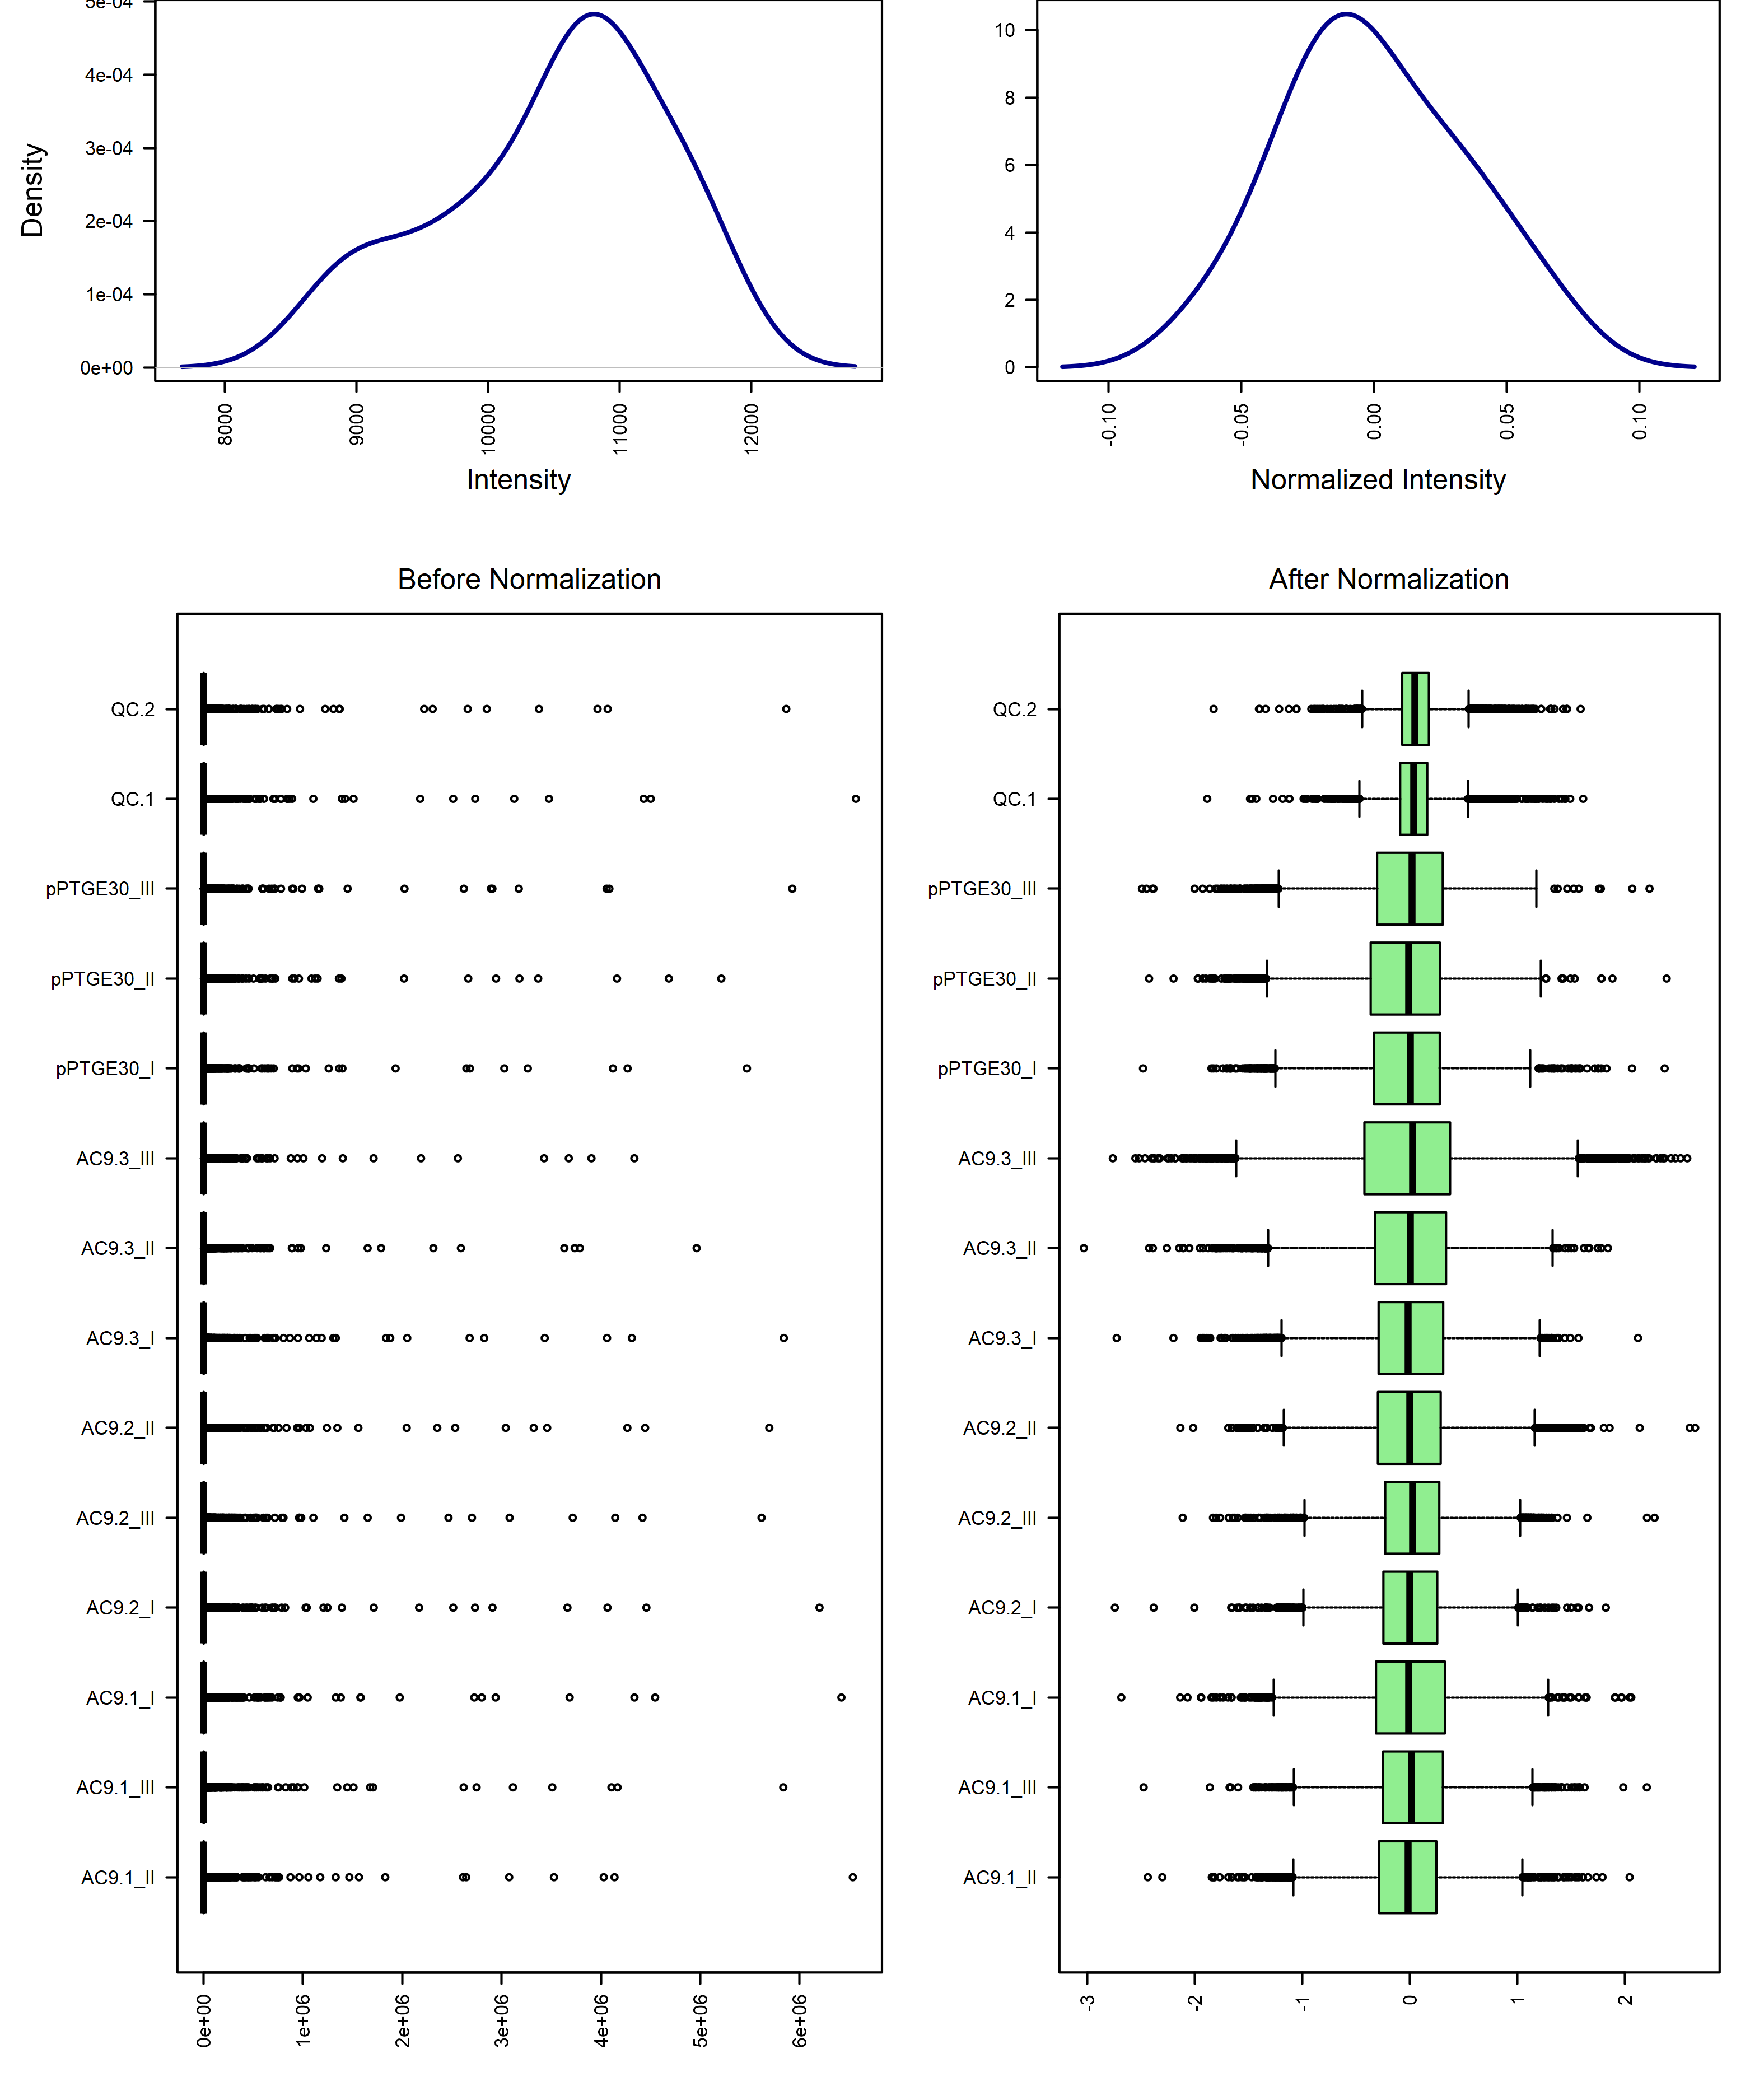 5e-04
4e-04
3e-04
2e-04
1e-04
0e+00
Density
8000 9000 10000 11000 12000
Intensity
10
8
6
4
2
0
-0.10 -0.05 0.00 0.05 0.10
Normalized Intensity
Before Normalization
QC.2
QC.1
pPTGE30_III
pPTGE30_II
pPTGE30_I
AC9.3_III
AC9.3_II
AC9.3_I
AC9.2_II
AC9.2_III
AC9.2_I
AC9.1_I
AC9.1_III
AC9.1_II
0e+00 1e+06 2e+06 3e+06 4e+06 5e+06 6e+06
After Normalization
QC.2
QC.1
pPTGE30_III
pPTGE30_II
pPTGE30_I
AC9.3_III
AC9.3_II
AC9.3_I
AC9.2_II
AC9.2_III
AC9.2_I
AC9.1_I
AC9.1_III
AC9.1_II
-3 -2 -1 0 1 2